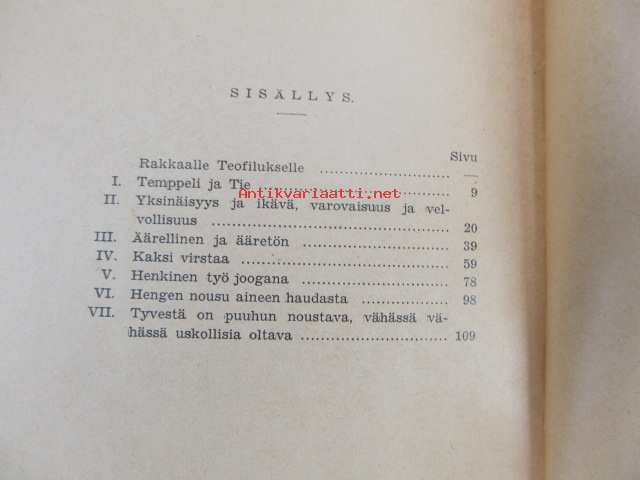 SISÄLLYS.
Sivu
Rakkaalle Teofilukselle .................... —
I. Temppeli ja Tie .................... 9
Antikvariaatti.net
II. Yksinäisyys ja ikävä, varovaisuus ja vel-
vollisuus .................... 20
III. Äärellinen ja ääretön .................... 39
IV. Kaksi virstaa .................... 59
V. Henkinen työ joogana .................... 78
VI. Hengen nousu aineen haudasta .................... 98
VII. Tyvestä on puuhun noustava, vähässä vä-
hässä uskollisia oltava .................... 109